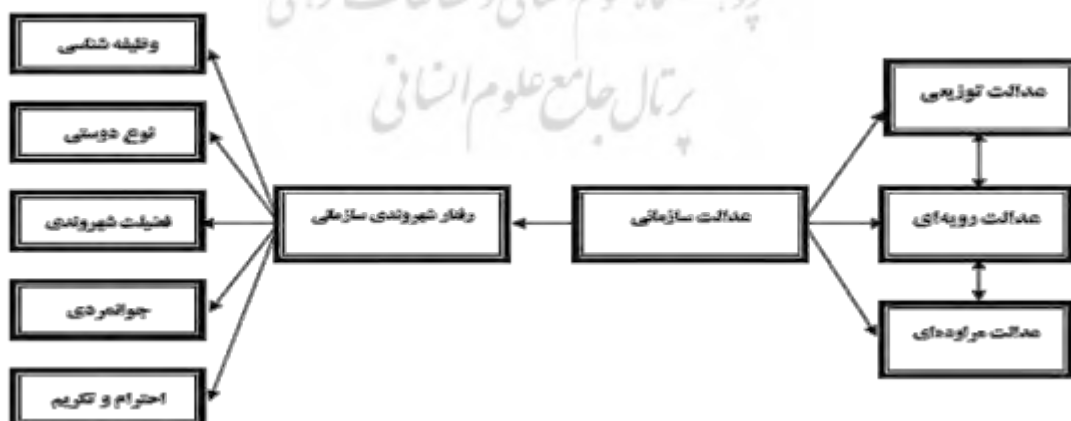 پرتال جامع علوم انسانی
عدالت توزیعی
عدالت رویه‌ای
عدالت مراوده‌ای
عدالت سازمانی
رفتار شهروندی سازمانی
وظیفه شناسی
نوع دوستی
فضیلت شهروندی
جوانمردی
احترام و تکریم